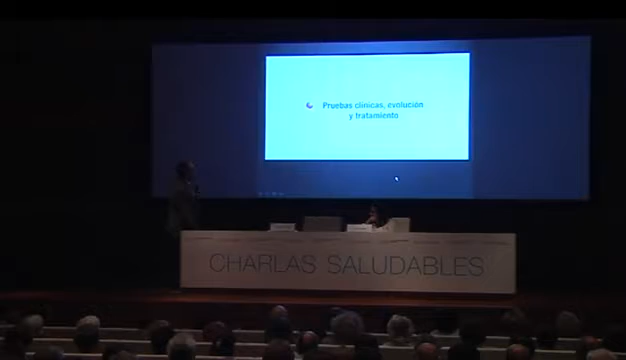 Pruebas clínicas, evolución
y tratamiento
CHARLAS SALUDABLES